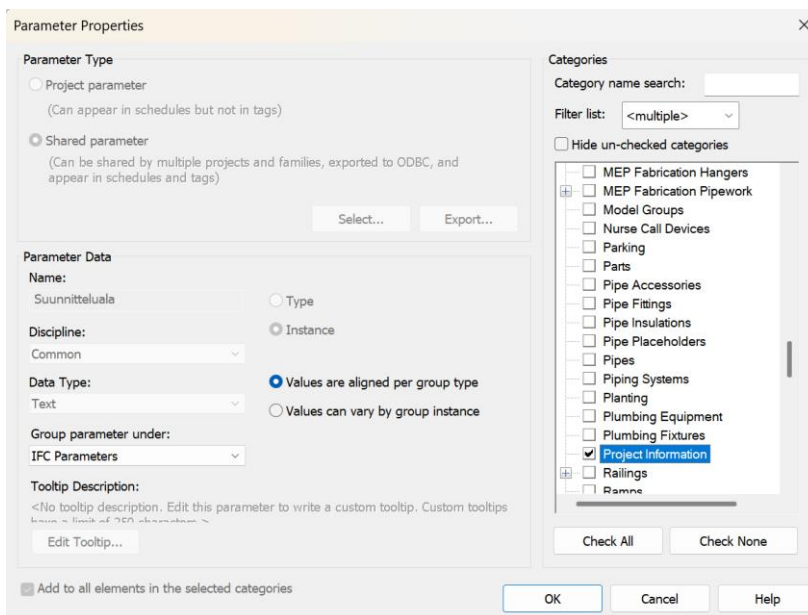 Parameter Properties
Parameter Type
Project parameter
(Can appear in schedules but not in tags)
Shared parameter
(Can be shared by multiple projects and families, exported to ODBC, and
appear in schedules and tags)
Select...
Export...
Parameter Data
Name:
Suunnitteluala
Type
Discipline:
Instance
Common
Data Type:
Values are aligned per group type
Text
Values can vary by group instance
Group parameter under:
IFC Parameters
Tooltip Description:
<No tooltip description. Edit this parameter to write a custom tooltip. Custom tooltips
have a limit of 250 characters.>
Edit Tooltip...
Add to all elements in the selected categories
Categories
Category name search:
Filter list:
<multiple>
Hide un-checked categories
MEP Fabrication Hangers
MEP Fabrication Pipework
Model Groups
Nurse Call Devices
Parking
Parts
Pipe Accessories
Pipe Fittings
Pipe Insulations
Pipe Placeholders
Pipes
Piping Systems
Planting
Plumbing Equipment
Plumbing Fixtures
Project Information
Railings
Ramps
Check All
Check None
OK
Cancel
Help